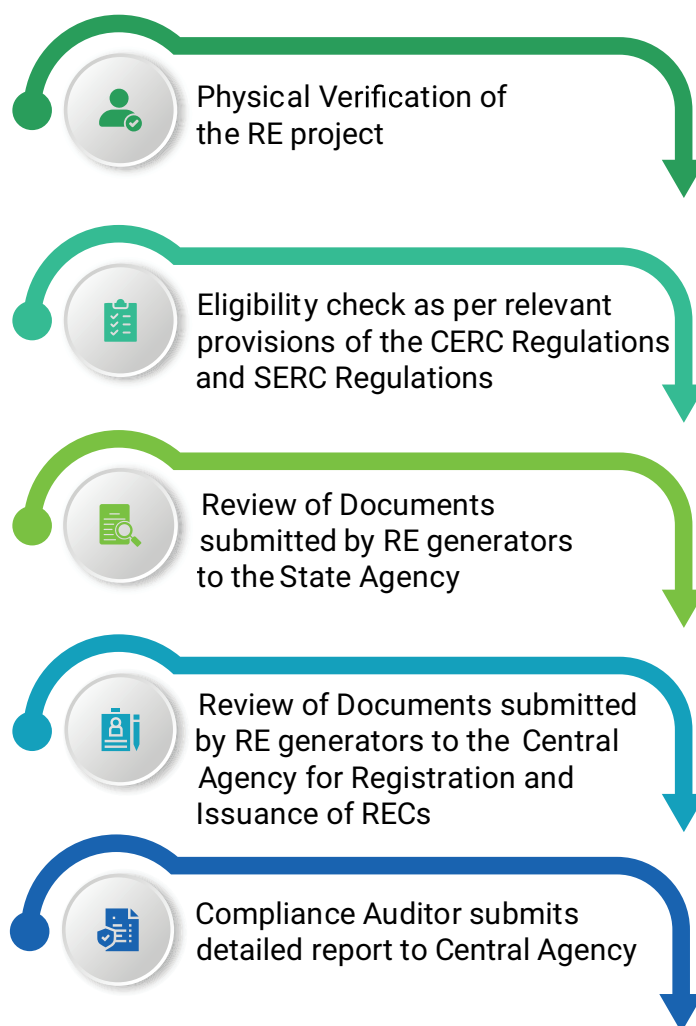 Physical Verification of
the RE project
Eligibility check as per relevant
provisions of the CERC Regulations
and SERC Regulations
Review of Documents
submitted by RE generators
to the State Agency
Review of Documents submitted
by RE generators to the Central
Agency for Registration and
Issuance of RECs
Compliance Auditor submits
detailed report to Central Agency